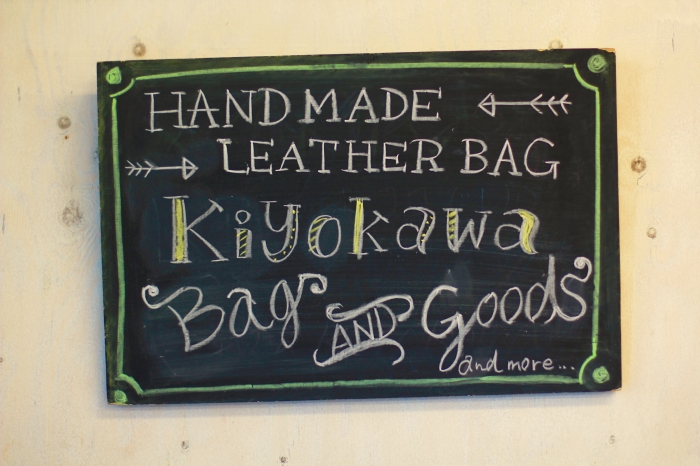 HANDMADE
LEATHER BAG
Kiyokawa
Bag AND Goods
and more...